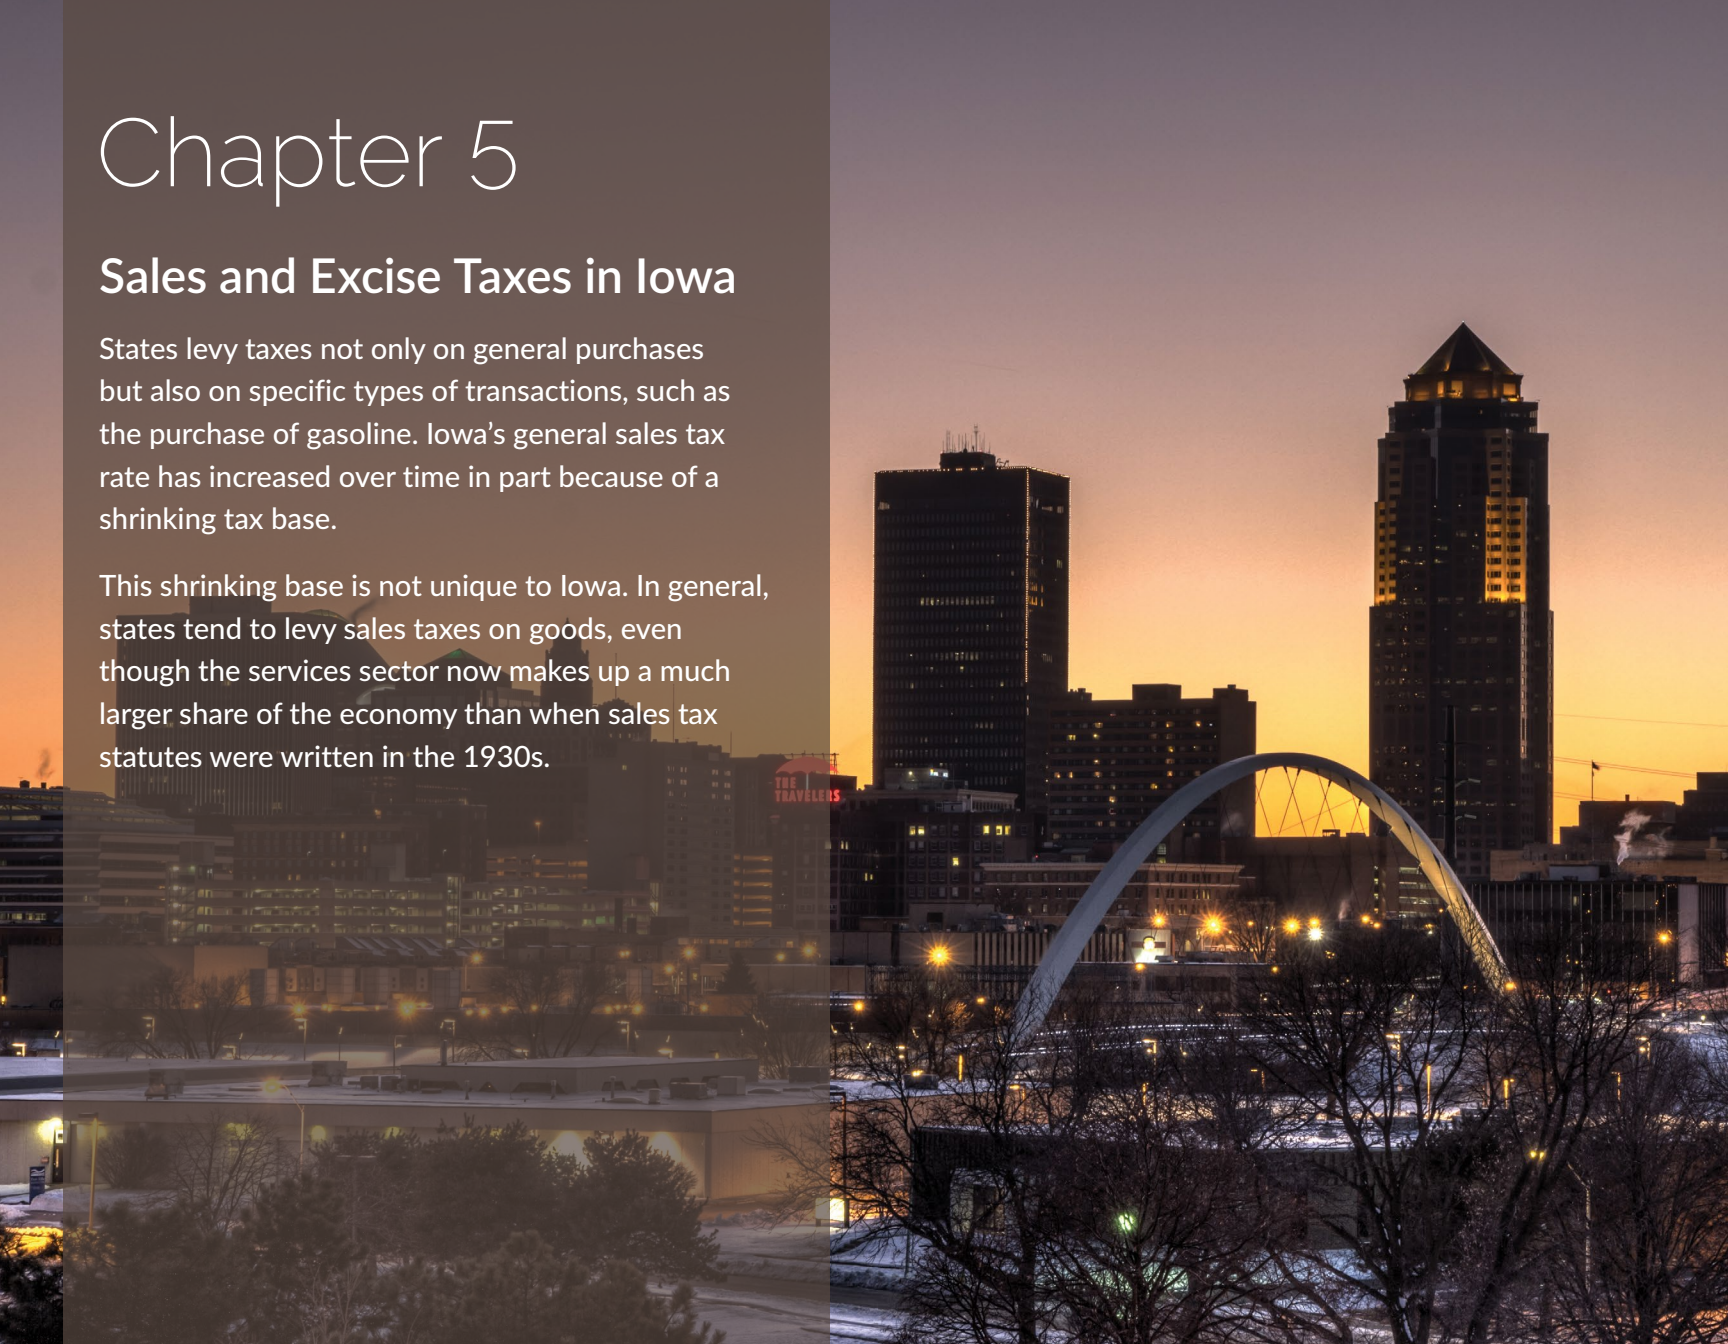 Chapter 5
Sales and Excise Taxes in Iowa
States levy taxes not only on general purchases
but also on specific types of transactions, such as
the purchase of gasoline. Iowa’s general sales tax
rate has increased over time in part because of a
shrinking tax base.
This shrinking base is not unique to Iowa. In general,
states tend to levy sales taxes on goods, even
though the services sector now makes up a much
larger share of the economy than when sales tax
statutes were written in the 1930s.
THE
TRAVELERS